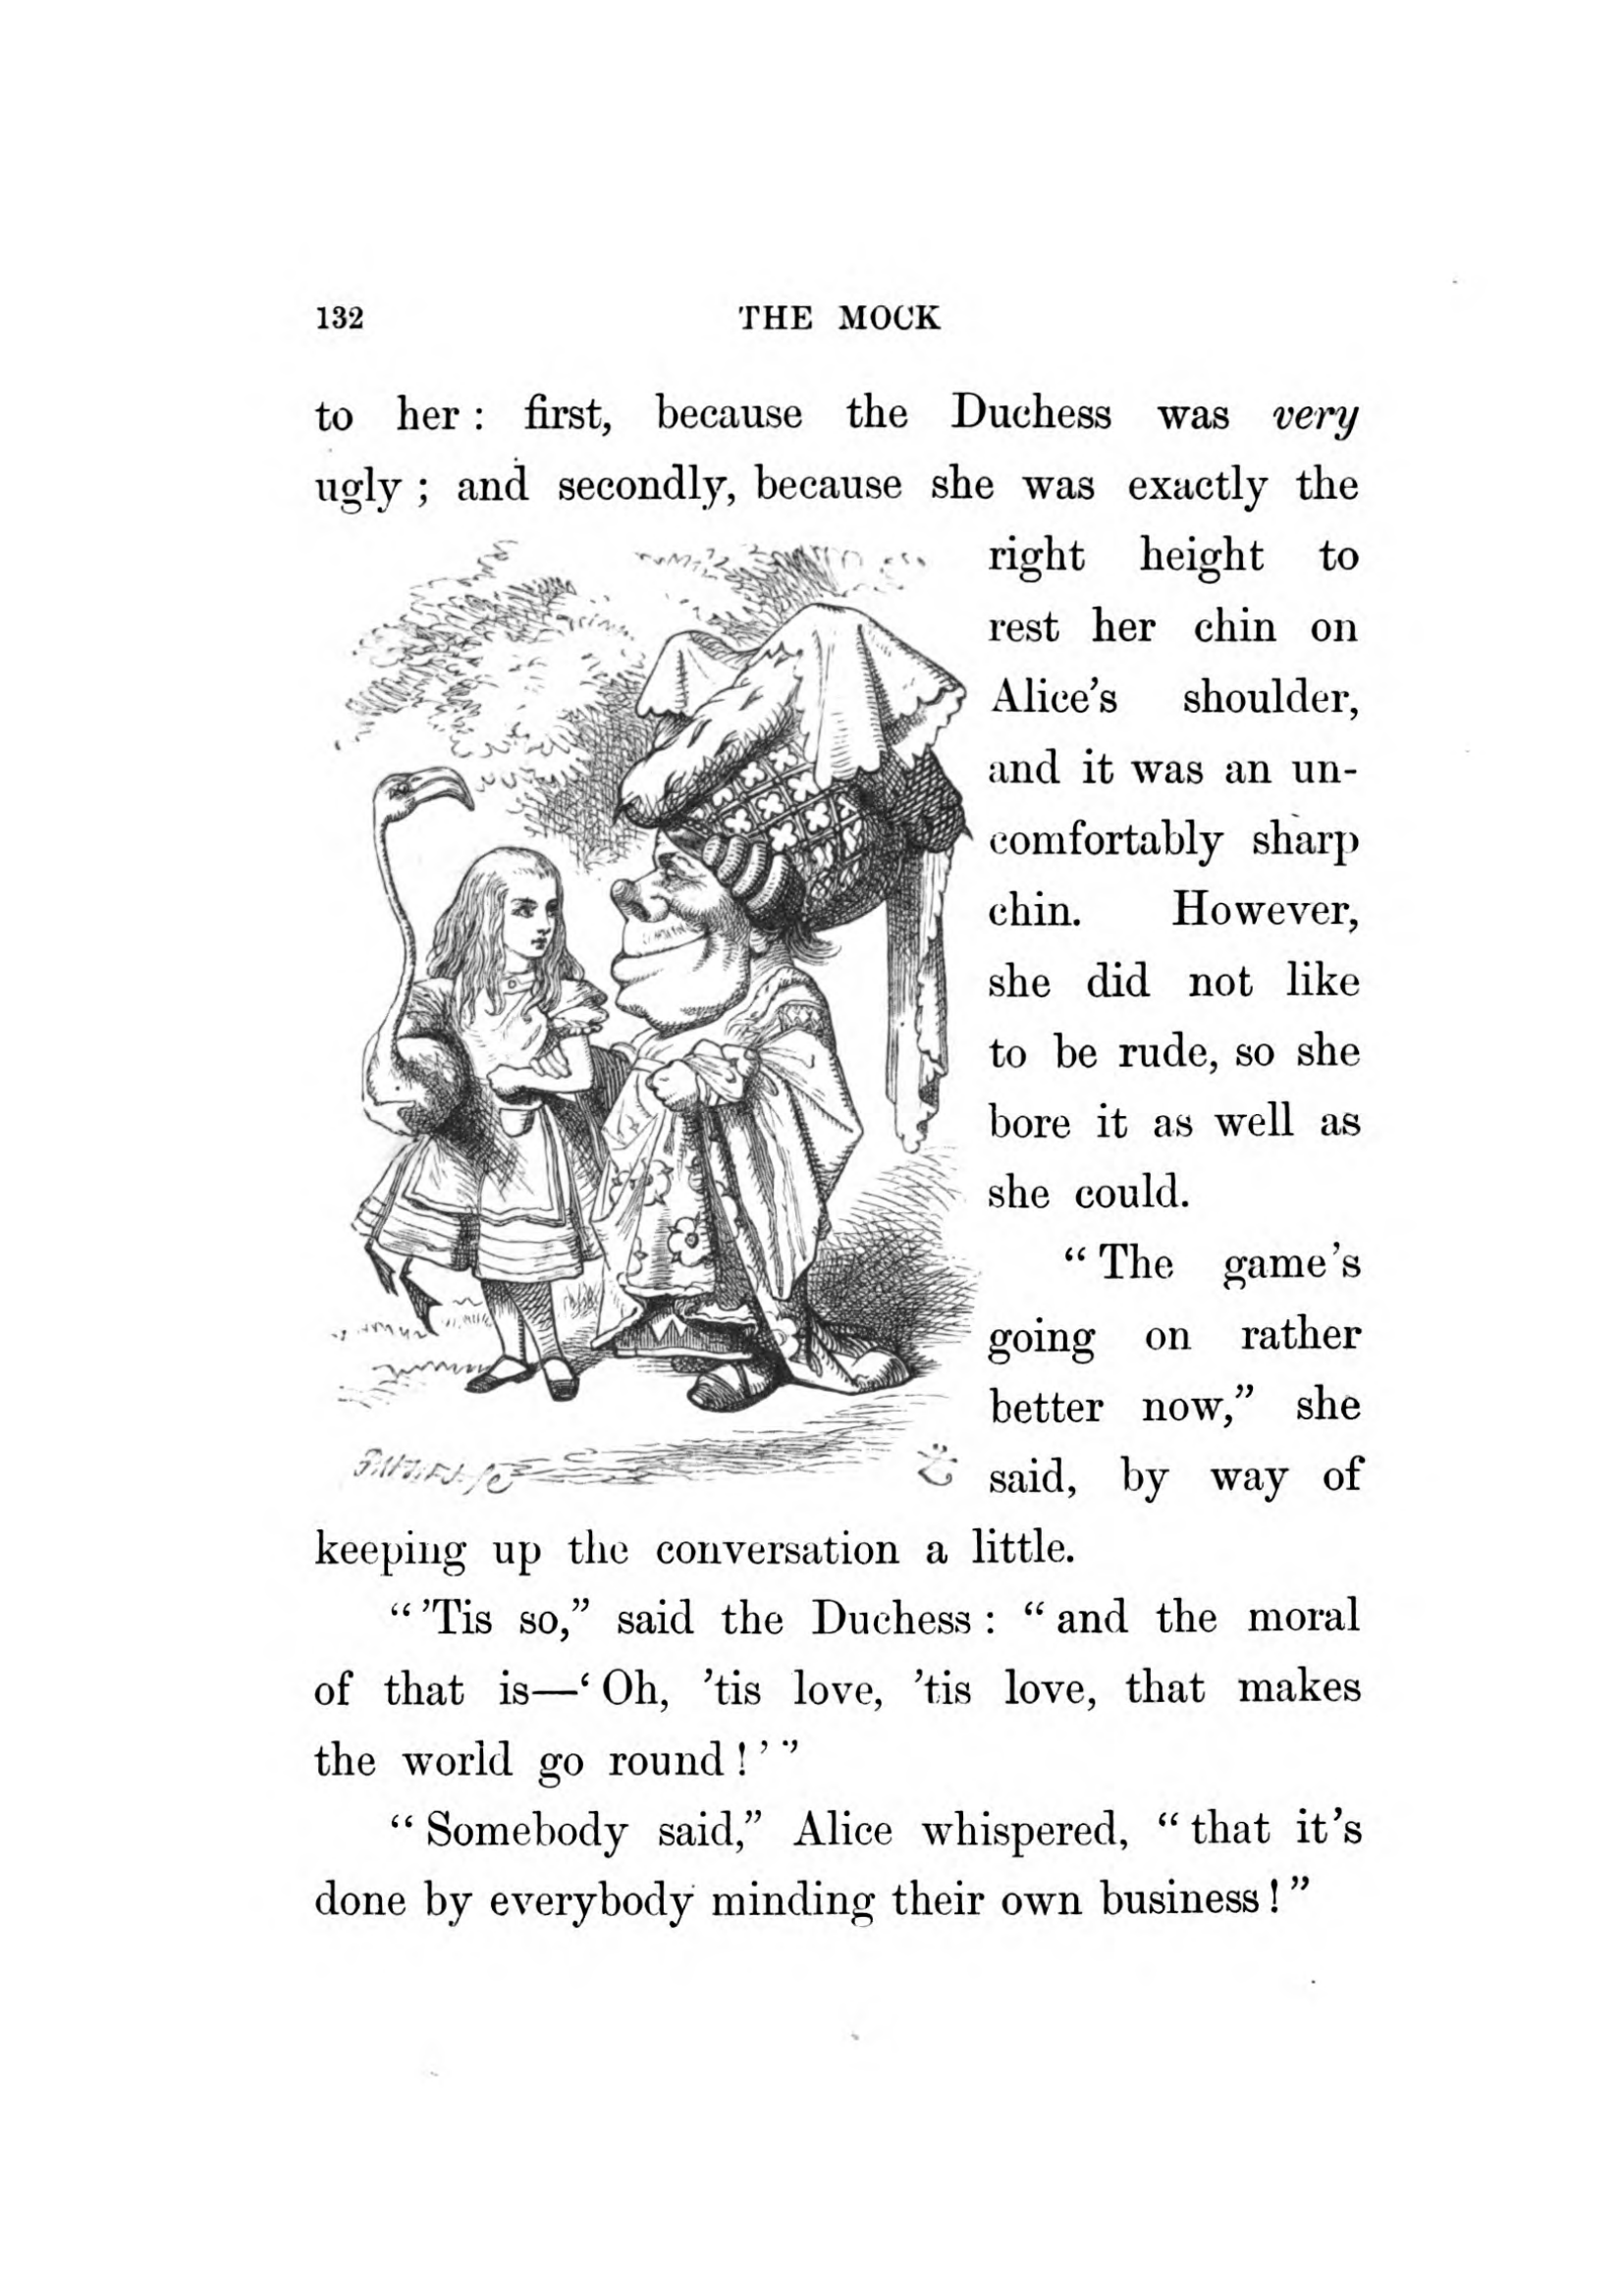 132 THE MOCK
to her : first, because the Duchess was very
ugly ; and secondly, because she was exactly the
right height to
rest her chin on
Alice’s shoulder,
and it was an un-
comfortably sharp
chin. However,
she did not like
to be rude, so she
bore it as well as
she could.
“ The game’s
going on rather
better now,” she
said, by way of
keeping up the conversation a little.
“ ’Tis so,” said the Duchess : “ and the moral
of that is—‘ Oh, ’tis love, ’tis love, that makes
the world go round ! ’ ”
“ Somebody said,” Alice whispered, “ that it’s
done by everybody minding their own business ! ”